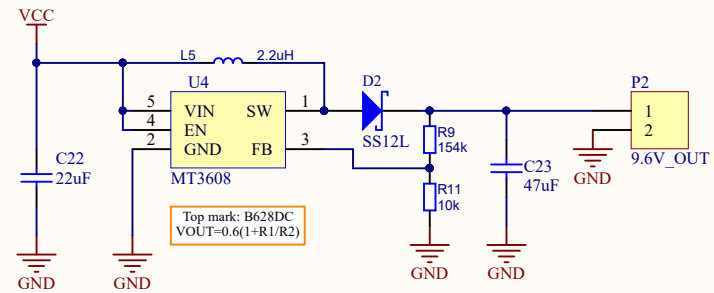 VCC
L5 2.2uH
U4
D2
P2
5 VIN SW 1
4 EN
2 GND FB 3
MT3608
SS12L
R9
154k
1
2
9.6V_OUT
C22
22uF
C23
47uF
GND
R11
10k
Top mark: B628DC
VOUT=0.6(1+R1/R2)
GND
GND
GND
GND